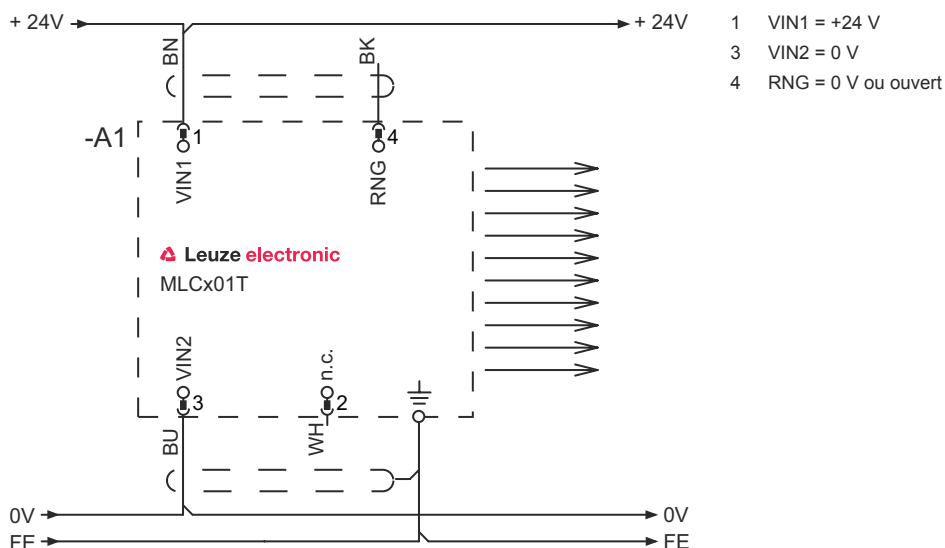 + 24V
+ 24V
1 VIN1 = +24 V
3 VIN2 = 0 V
4 RNG = 0 V ou ouvert
BN
BK
-A1
1
4
VIN1
RNG
Leuze electronic
MLCx01T
VIN2
n.c.
3
2
BU
WH
0V
0V
FE
FE